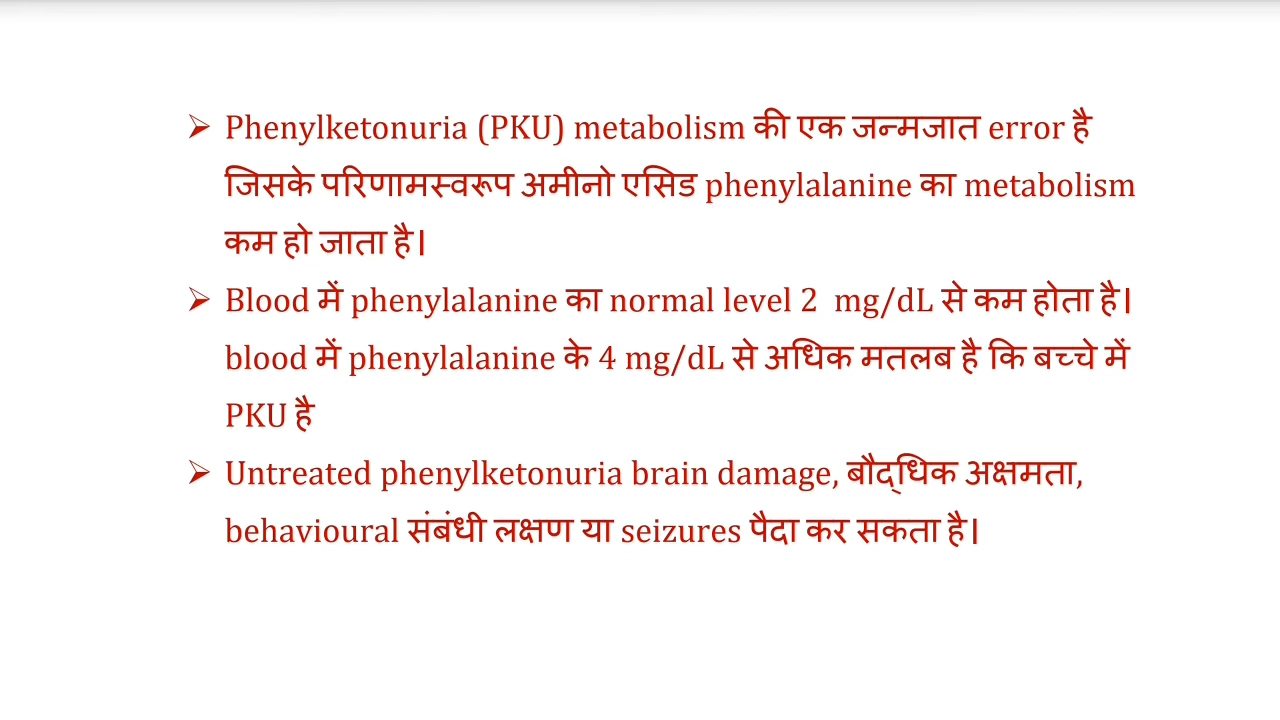 ➢ Phenylketonuria (PKU) metabolism की एक जन्मजात error है
जिसके परिणामस्वरूप अमीनो एसिड phenylalanine का metabolism
कम हो जाता है।
➢ Blood में phenylalanine का normal level 2  mg/dL से कम होता है।
blood में phenylalanine के 4 mg/dL से अधिक मतलब है कि बच्चे में
PKU है
➢ Untreated phenylketonuria brain damage, बौद्धिक अक्षमता,
behavioural संबंधी लक्षण या seizures पैदा कर सकता है।